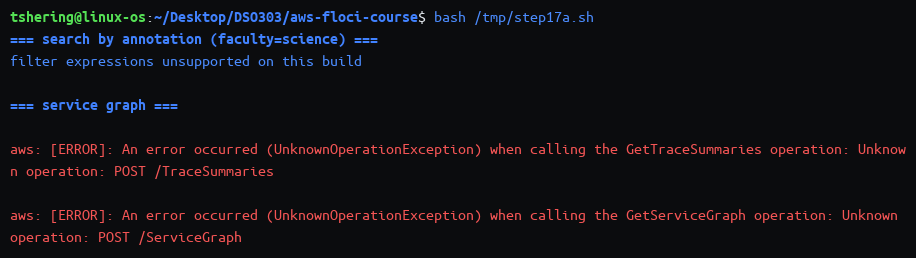 tshering@linux-os:~/Desktop/DSO303/aws-floci-course$ bash /tmp/step17a.sh
=== search by annotation (faculty=science) ===
filter expressions unsupported on this build
=== service graph ===
aws: [ERROR]: An error occurred (UnknownOperationException) when calling the GetTraceSummaries operation: Unknow
n operation: POST /TraceSummaries
aws: [ERROR]: An error occurred (UnknownOperationException) when calling the GetServiceGraph operation: Unknown
operation: POST /ServiceGraph